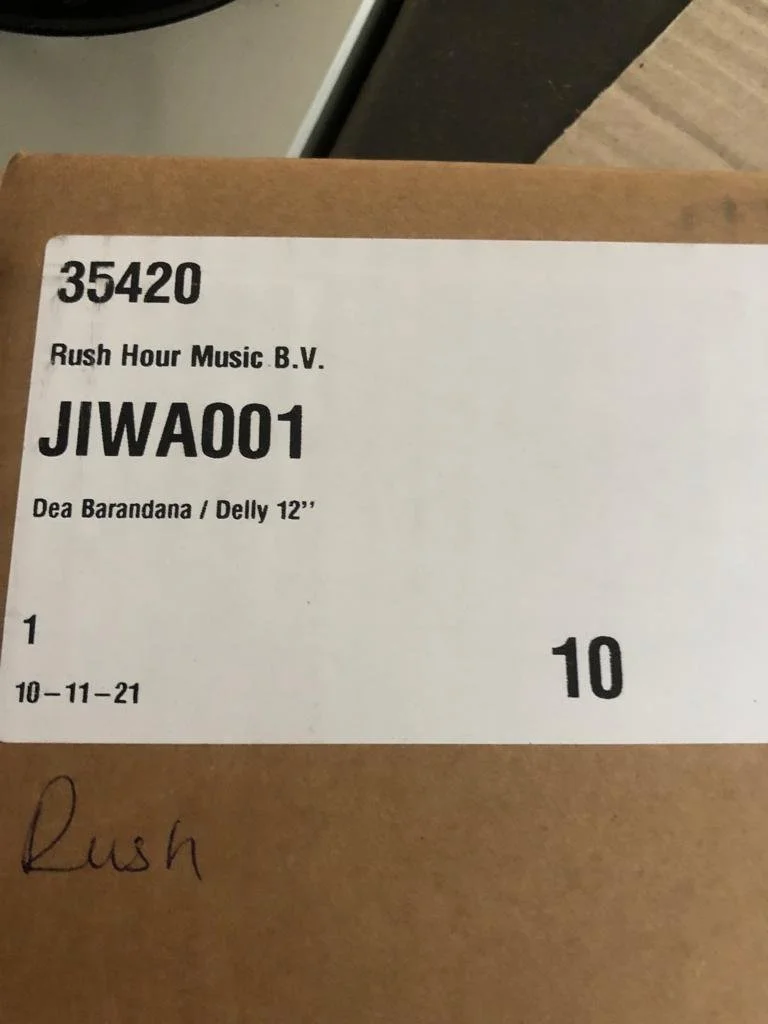 35420
Rush Hour Music B.V.
JIWA001
Dea Barandana / Delly 12’’
1
10
10–11–21
Rush